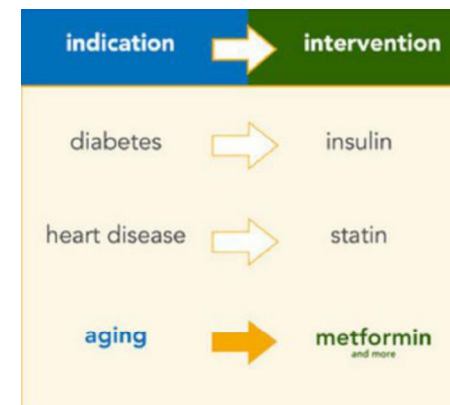 indication intervention
diabetes insulin
heart disease statin
aging metformin
and more